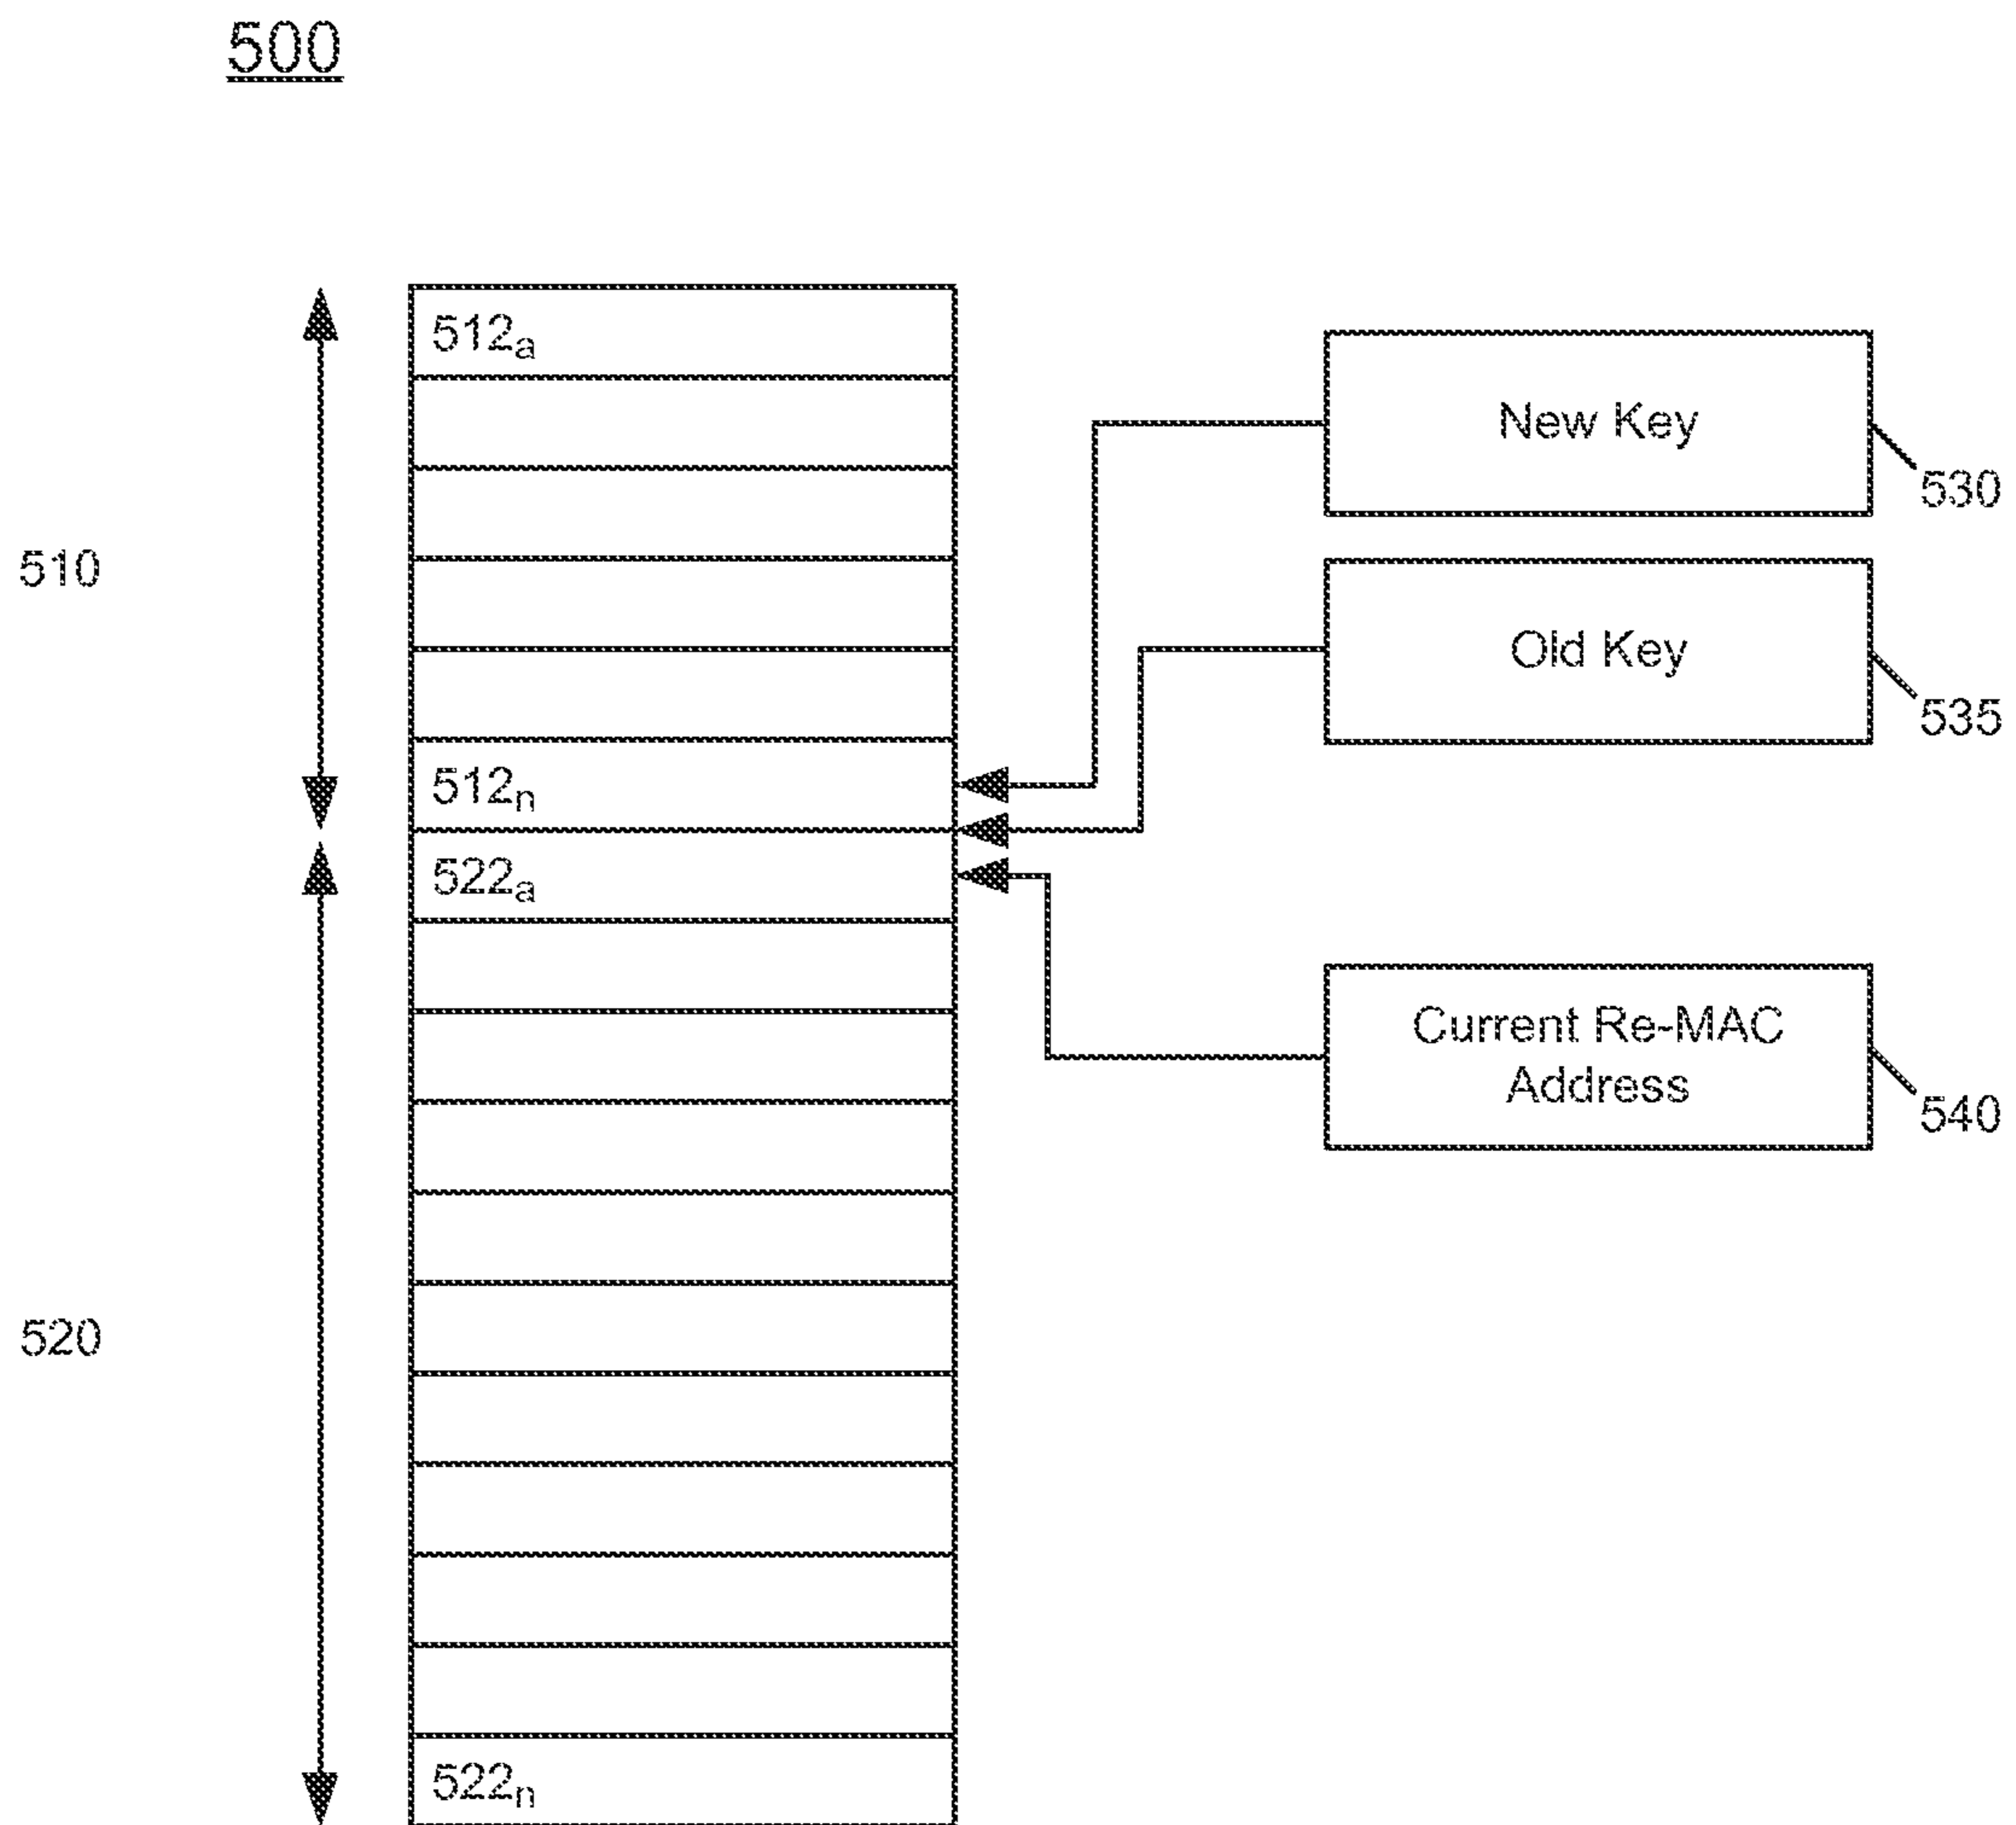 500
512a
New Key
530
510
Old Key
535
512n
522a
Current Re-MAC
Address
540
520
522n